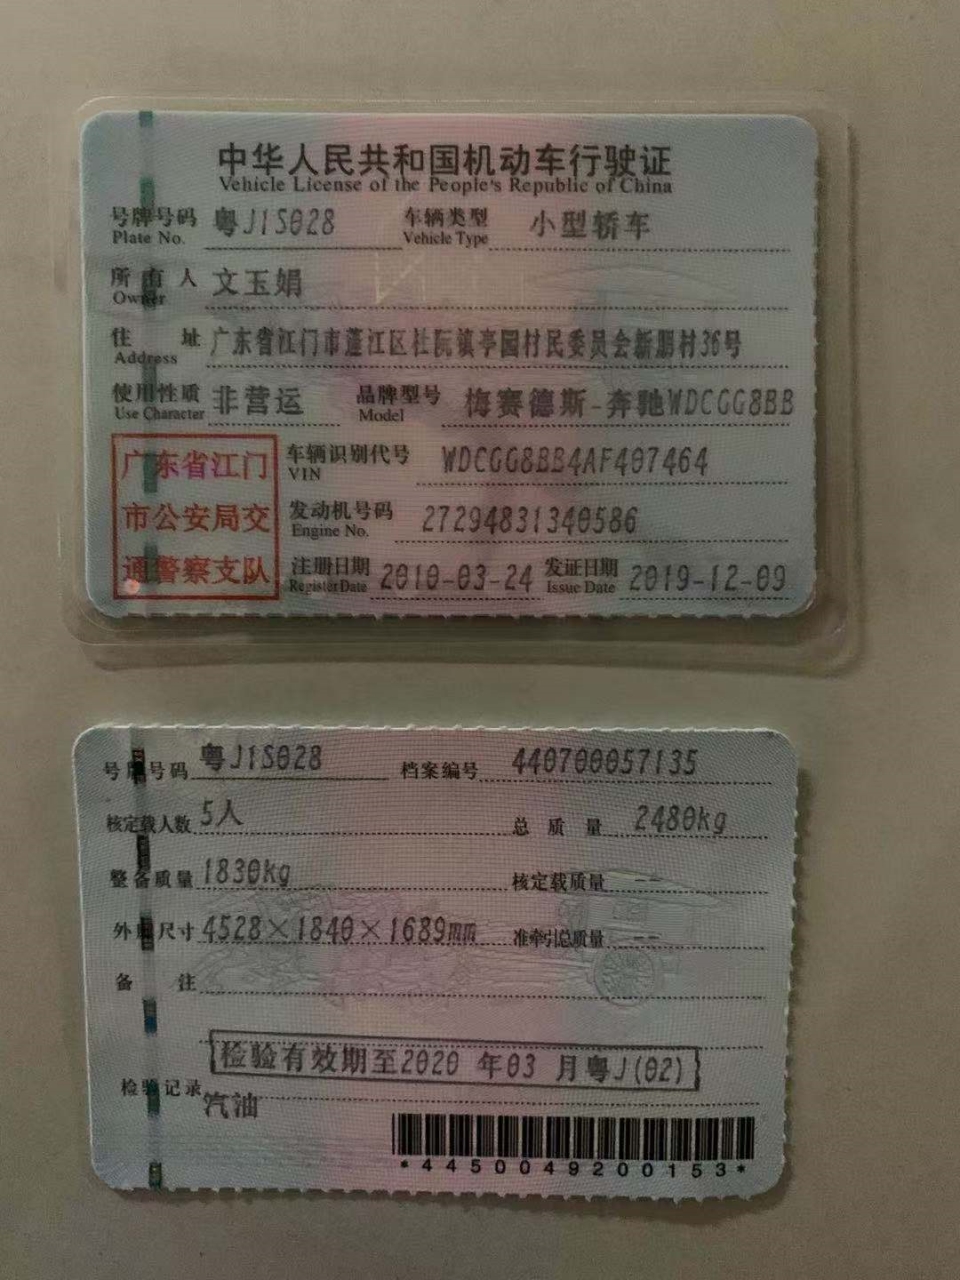 中华人民共和国机动车行驶证
Vehicle License of the People's Republic of China
号牌号码 粤J1S028 车辆类型 小型轿车
Plate No. Vehicle Type
所有人 文玉娟
Owner
住址 广东省江门市蓬江区杜阮镇亭园村民委员会新朋村36号
Address
使用性质 非营运 品牌型号 梅赛德斯-奔驰WDCGG8BB
Use Character Model
广东省江门
市公安局交
通警察支队
车辆识别代号 WDCGG8BB4AF407464
VIN
发动机号码 27294831340586
Engine No.
注册日期 2010-03-24 发证日期 2019-12-09
Register Date Issue Date
号牌号码 粤J1S028 档案编号 440700057135
核定载人数 5人 总质量 2480kg
整备质量 1830kg 核定载质量 --
外廓尺寸 4528×1840×1689mm 准牵引总质量 --
备注
检验有效期至2020年03月粤J(02)
检验记录
汽油
*4450049200153*